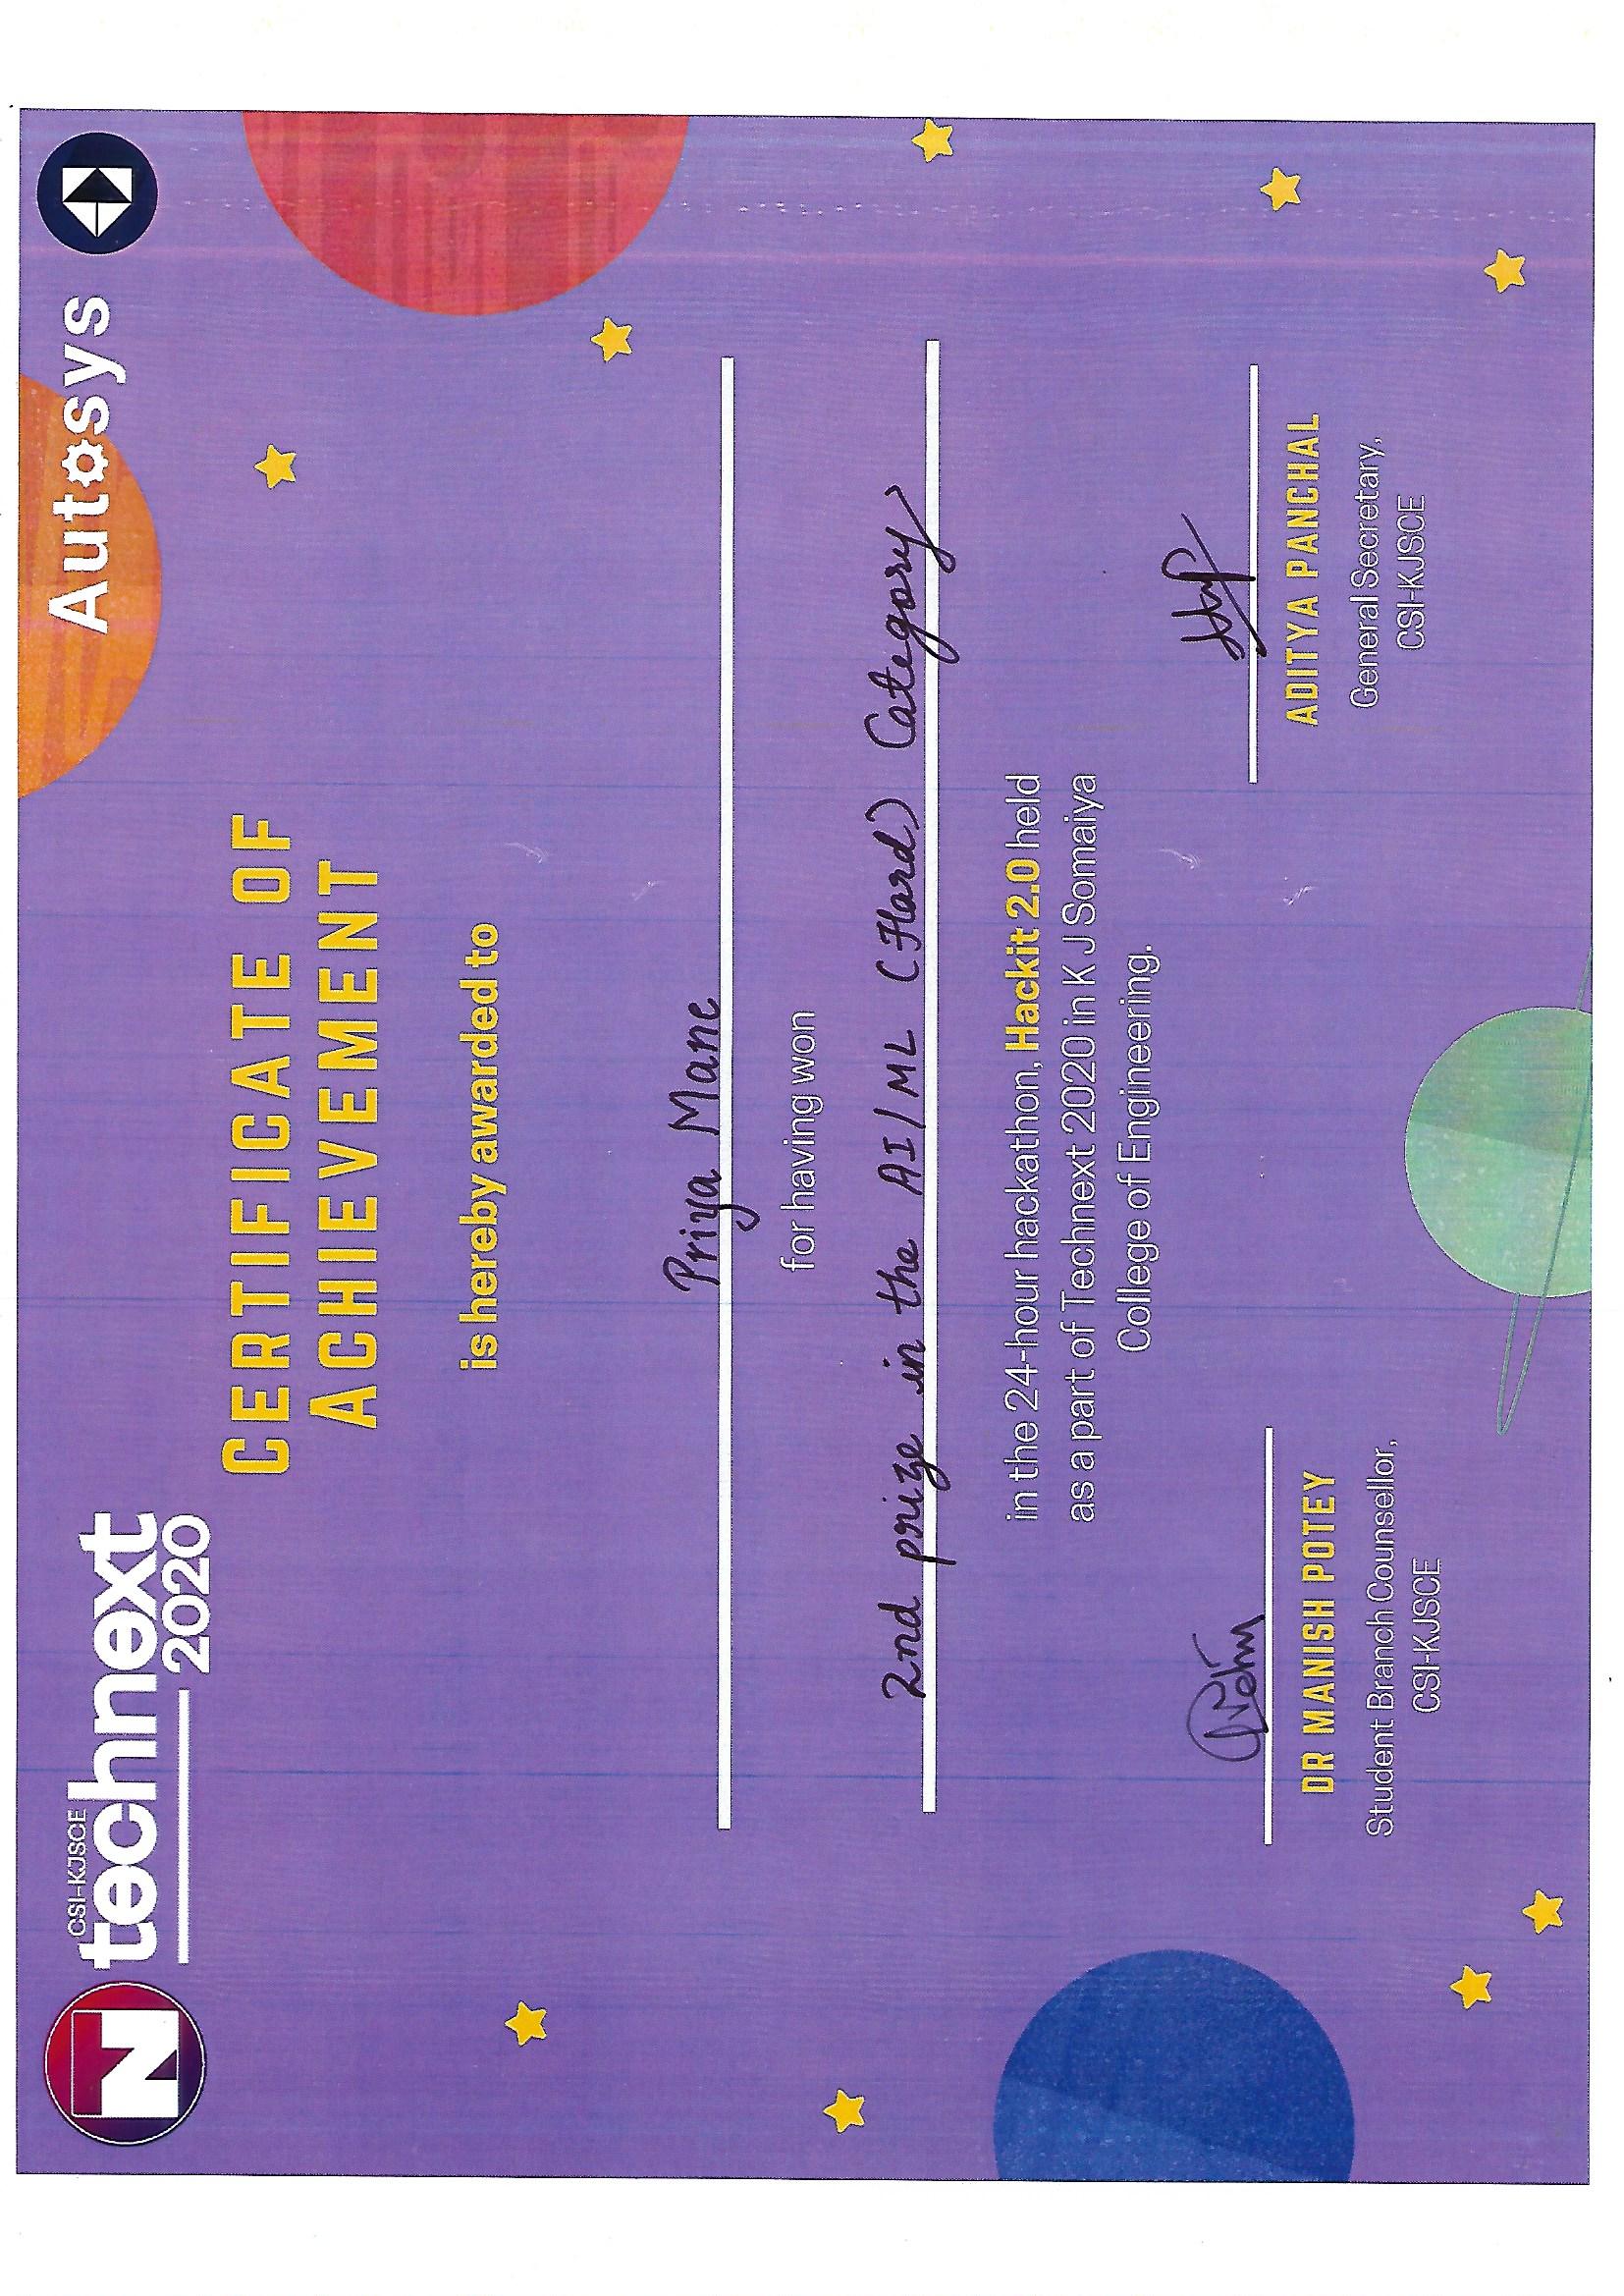 CSI-KJSCE
technext
2020
Autosys
CERTIFICATE OF
ACHIEVEMENT
is hereby awarded to
Priya Mane
for having won
2nd prize in the AI/ML (Hard) Category
in the 24-hour hackathon, Hackit 2.0 held
as a part of Technext 2020 in K J Somaiya
College of Engineering.
DR MANISH POTEY
Student Branch Counsellor,
CSI-KJSCE
ADITYA PANCHAL
General Secretary,
CSI-KJSCE